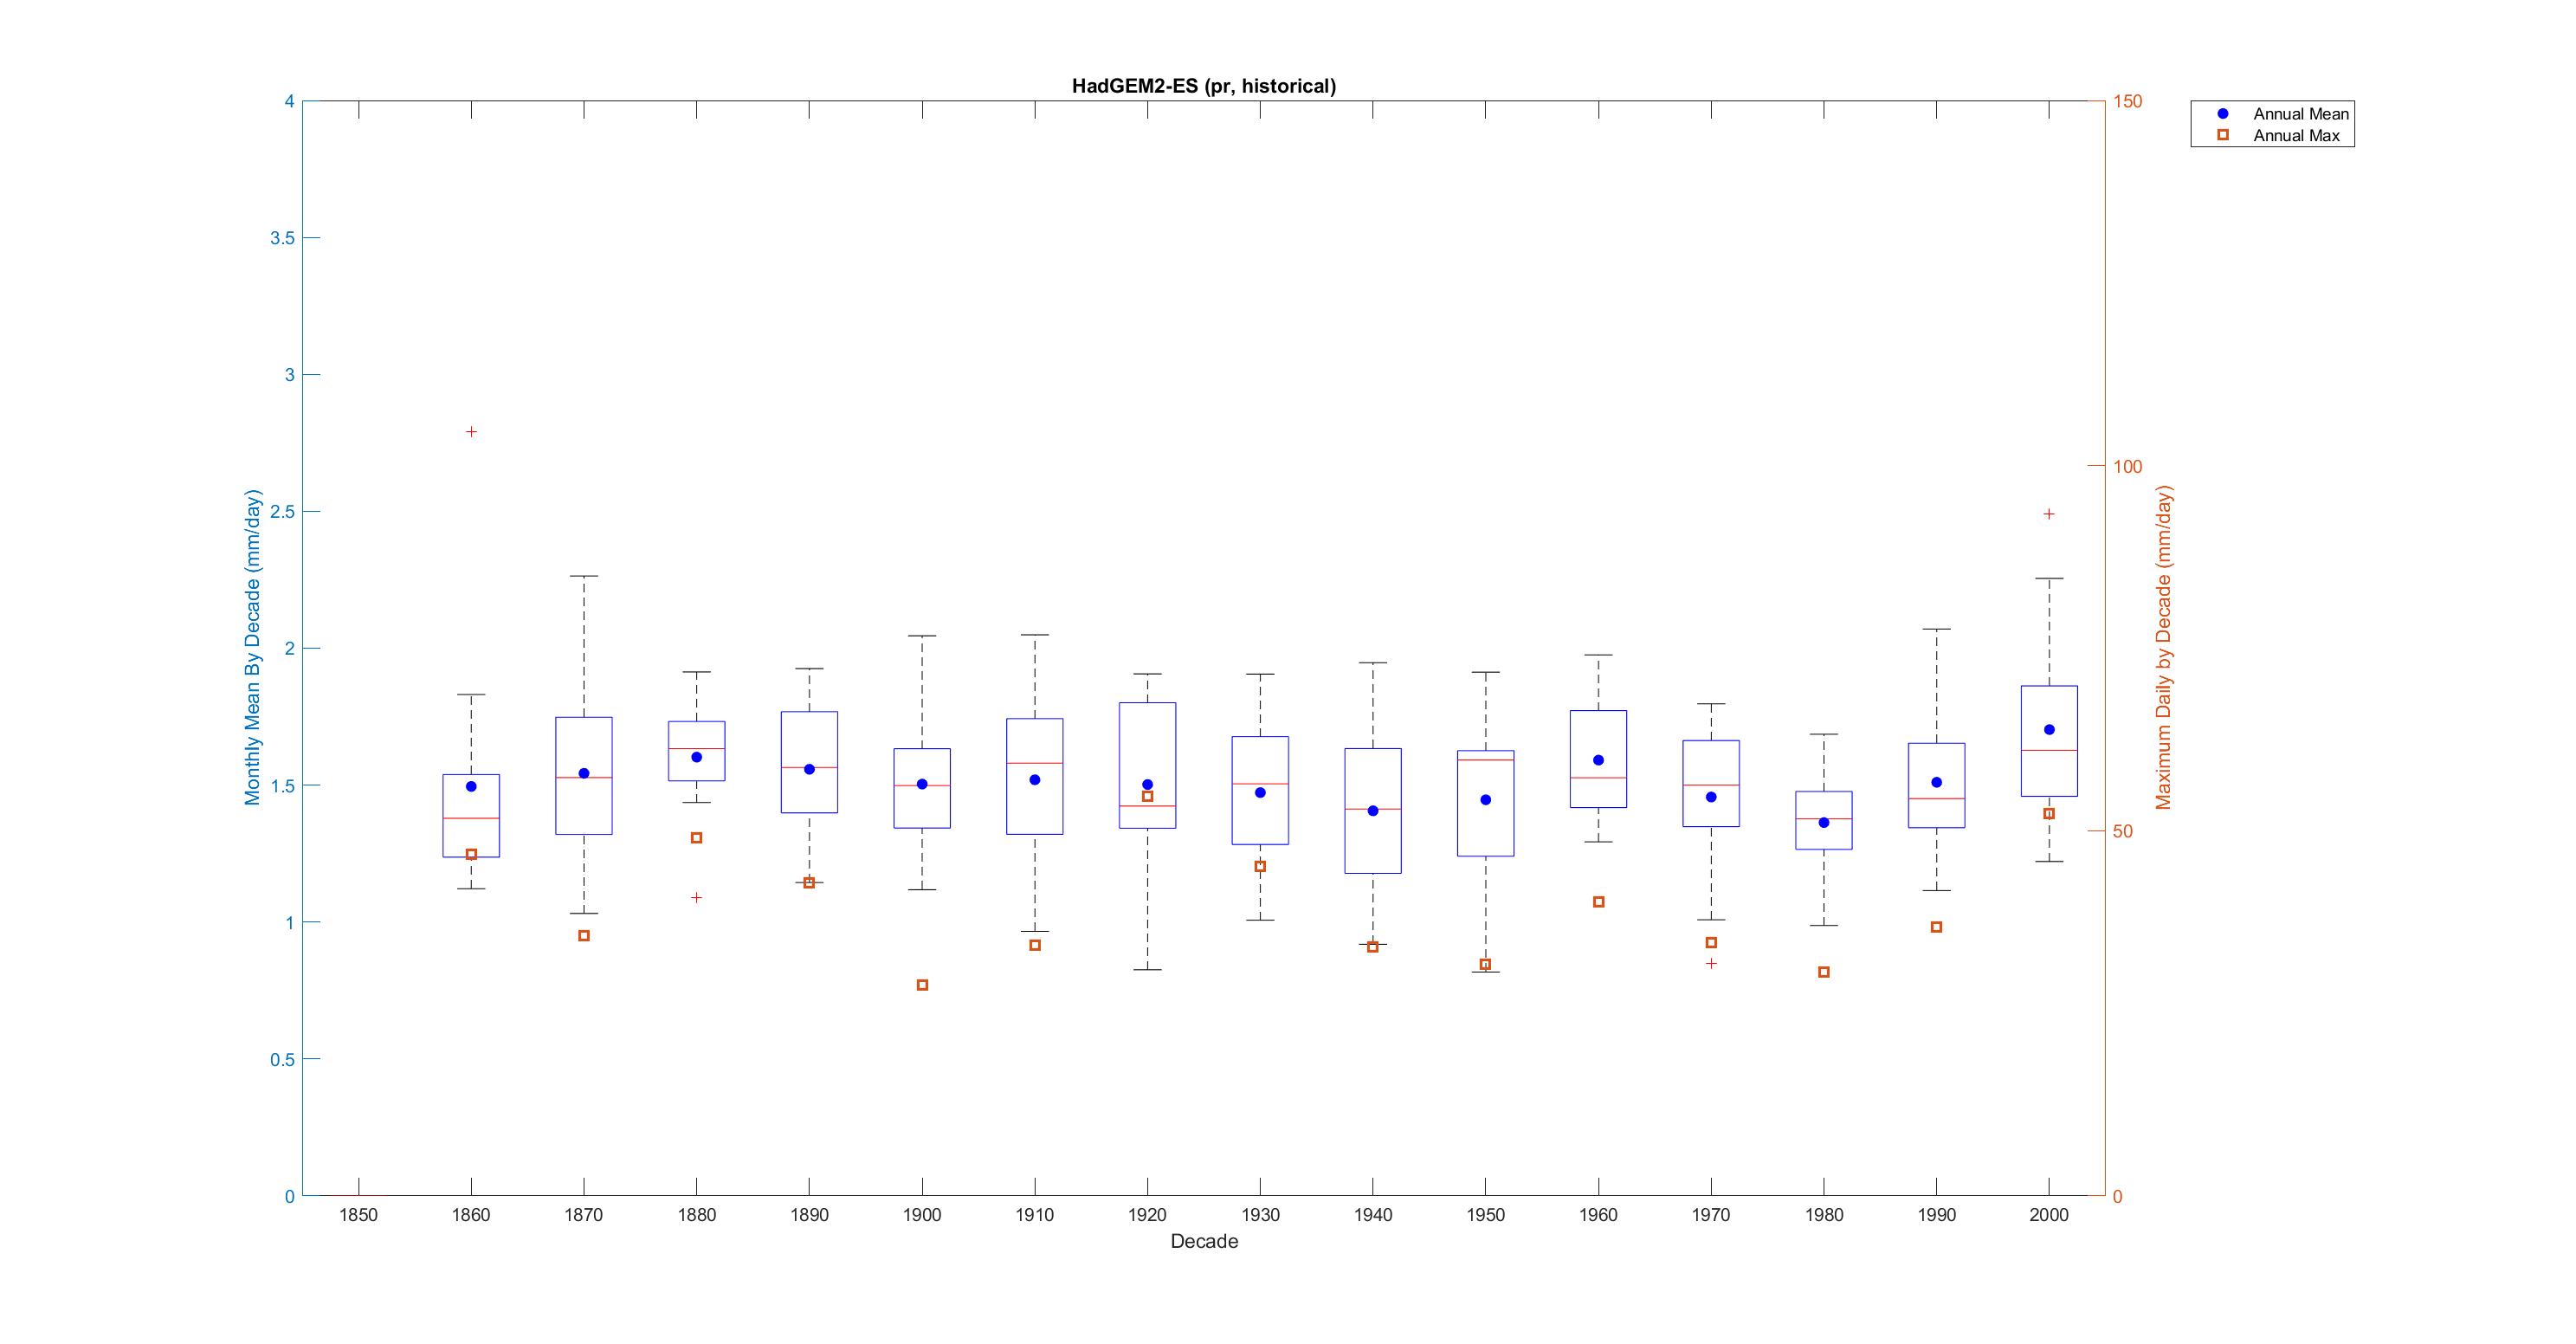 HadGEM2-ES (pr, historical)
Annual Mean
Annual Max
Monthly Mean By Decade (mm/day)
4
3.5
3
2.5
2
1.5
1
0.5
0
Maximum Daily by Decade (mm/day)
150
100
50
0
1850 1860 1870 1880 1890 1900 1910 1920 1930 1940 1950 1960 1970 1980 1990 2000
Decade